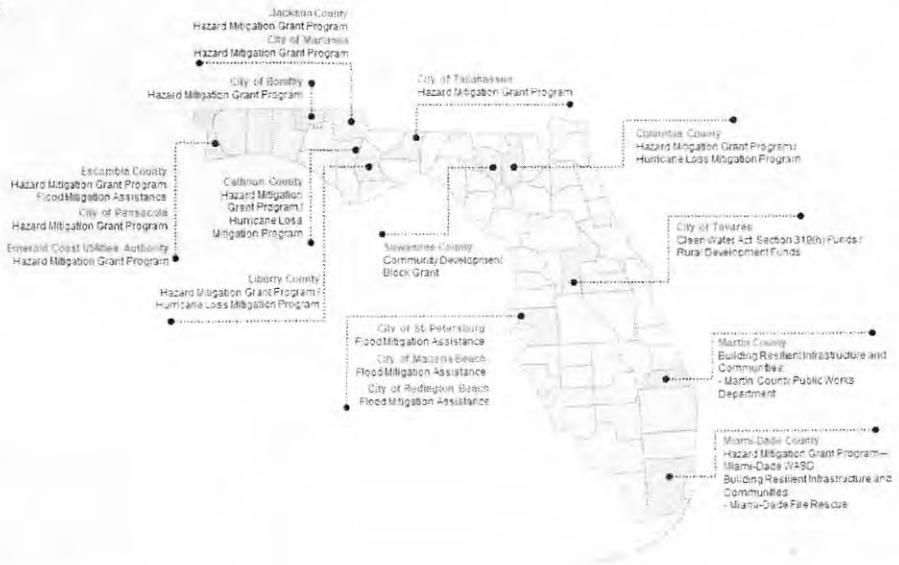 Jackson County
Hazard Mitigation Grant Program
City of Marianna
Hazard Mitigation Grant Program
City of Bonifay
Hazard Mitigation Grant Program
City of Tallahassee
Hazard Mitigation Grant Program
Columbia County
Hazard Mitigation Grant Program /
Hurricane Loss Mitigation Program
Escambia County
Hazard Mitigation Grant Program
Flood Mitigation Assistance
City of Pensacola
Hazard Mitigation Grant Program
Emerald Coast Utilities Authority
Hazard Mitigation Grant Program
Calhoun County
Hazard Mitigation
Grant Program /
Hurricane Loss
Mitigation Program
Suwannee County
Community Development
Block Grant
City of Tavares
Clean Water Act Section 319(h) Funds /
Rural Development Funds
Liberty County
Hazard Mitigation Grant Program /
Hurricane Loss Mitigation Program
City of St. Petersburg
Flood Mitigation Assistance
City of Madeira Beach
Flood Mitigation Assistance
City of Redington Beach
Flood Mitigation Assistance
Martin County
Building Resilient Infrastructure and
Communities
- Martin County Public Works
Department
Miami-Dade County
Hazard Mitigation Grant Program—
Miami-Dade WASD
Building Resilient Infrastructure and
Communities
- Miami-Dade Fire Rescue